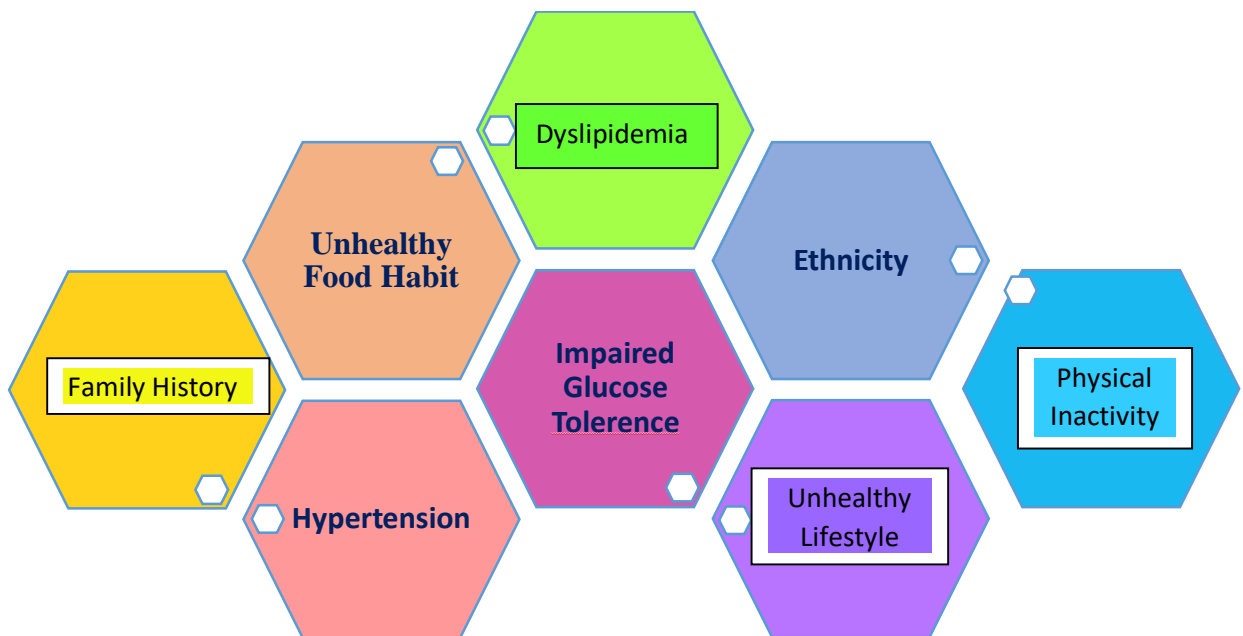 Dyslipidemia
Unhealthy
Food Habit
Ethnicity
Family History
Impaired
Glucose
Tolerence
Physical
Inactivity
Hypertension
Unhealthy
Lifestyle